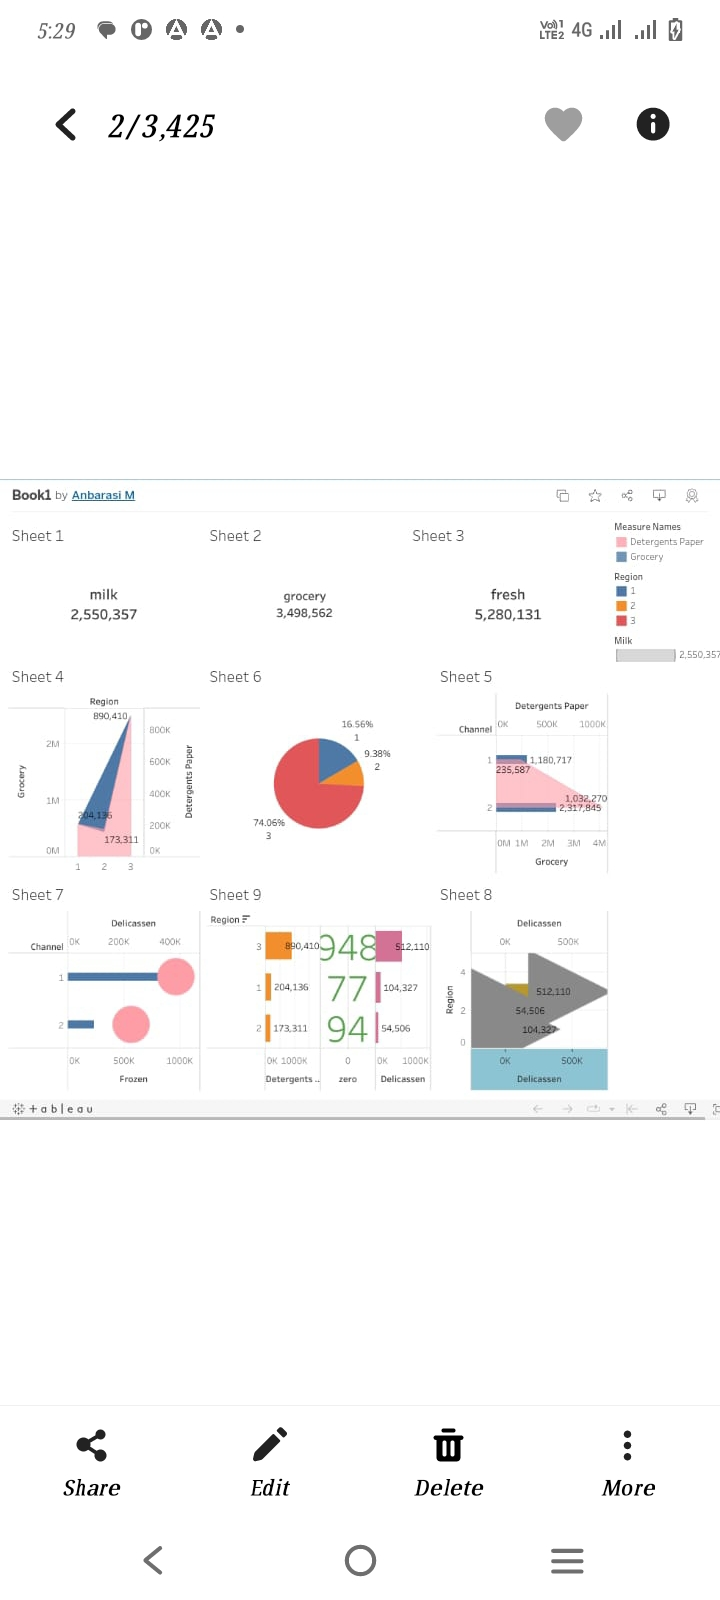 5:29
Vo)) 1
LTE2
4G
2/3,425
Book1 by Anbarasi M
Sheet 1
milk
2,550,357
Sheet 2
grocery
3,498,562
Sheet 3
fresh
5,280,131
Measure Names
Detergents Paper
Grocery
Region
1
2
3
Milk
2,550,357
Sheet 4
Region
890,410
204,136
173,311
Grocery
2M
1M
0M
800K
600K
400K
200K
0K
Detergents Paper
1 2 3
Sheet 6
16.56%
1
9.38%
2
74.06%
3
Sheet 5
Detergents Paper
Channel 0K 500K 1000K
1 1,180,717
235,587
1,032,270
2 2,317,845
0M 1M 2M 3M 4M
Grocery
Sheet 7
Delicassen
Channel 0K 200K 400K
1
2
0K 500K 1000K
Frozen
Sheet 9
Region
3 890,410 948 512,110
1 204,136 77 104,327
2 173,311 94 54,506
0K 1000K 0 0K 1000K
Detergents .. zero Delicassen
Sheet 8
Delicassen
0K 500K
Region
4
2
0
512,110
54,506
104,327
0K 500K
Delicassen
+ a b l e a u
Share Edit Delete More